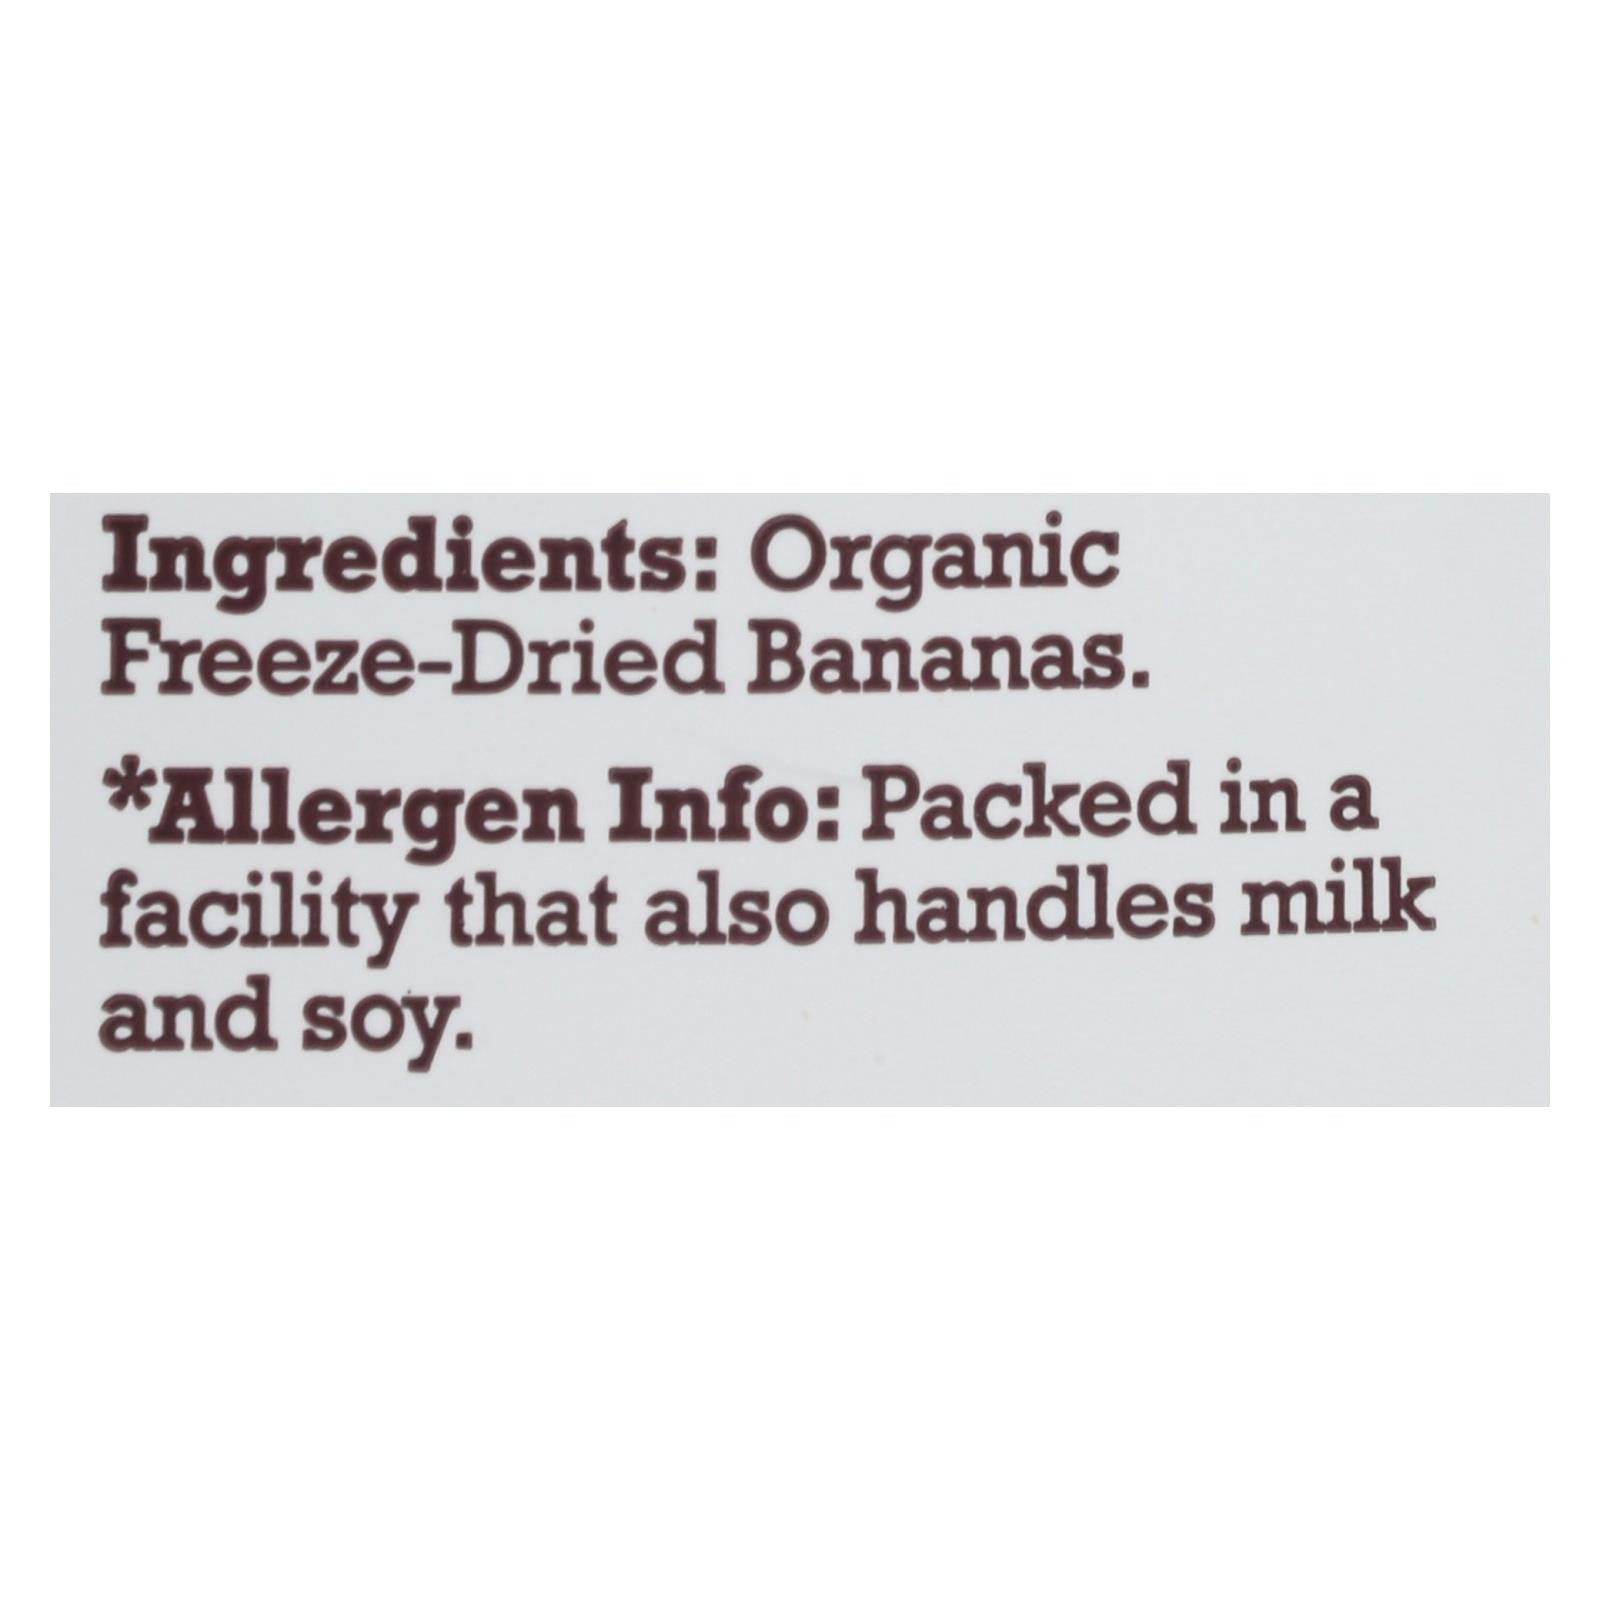 Ingredients: Organic
Freeze-Dried Bananas.
*Allergen Info: Packed in a
facility that also handles milk
and soy.